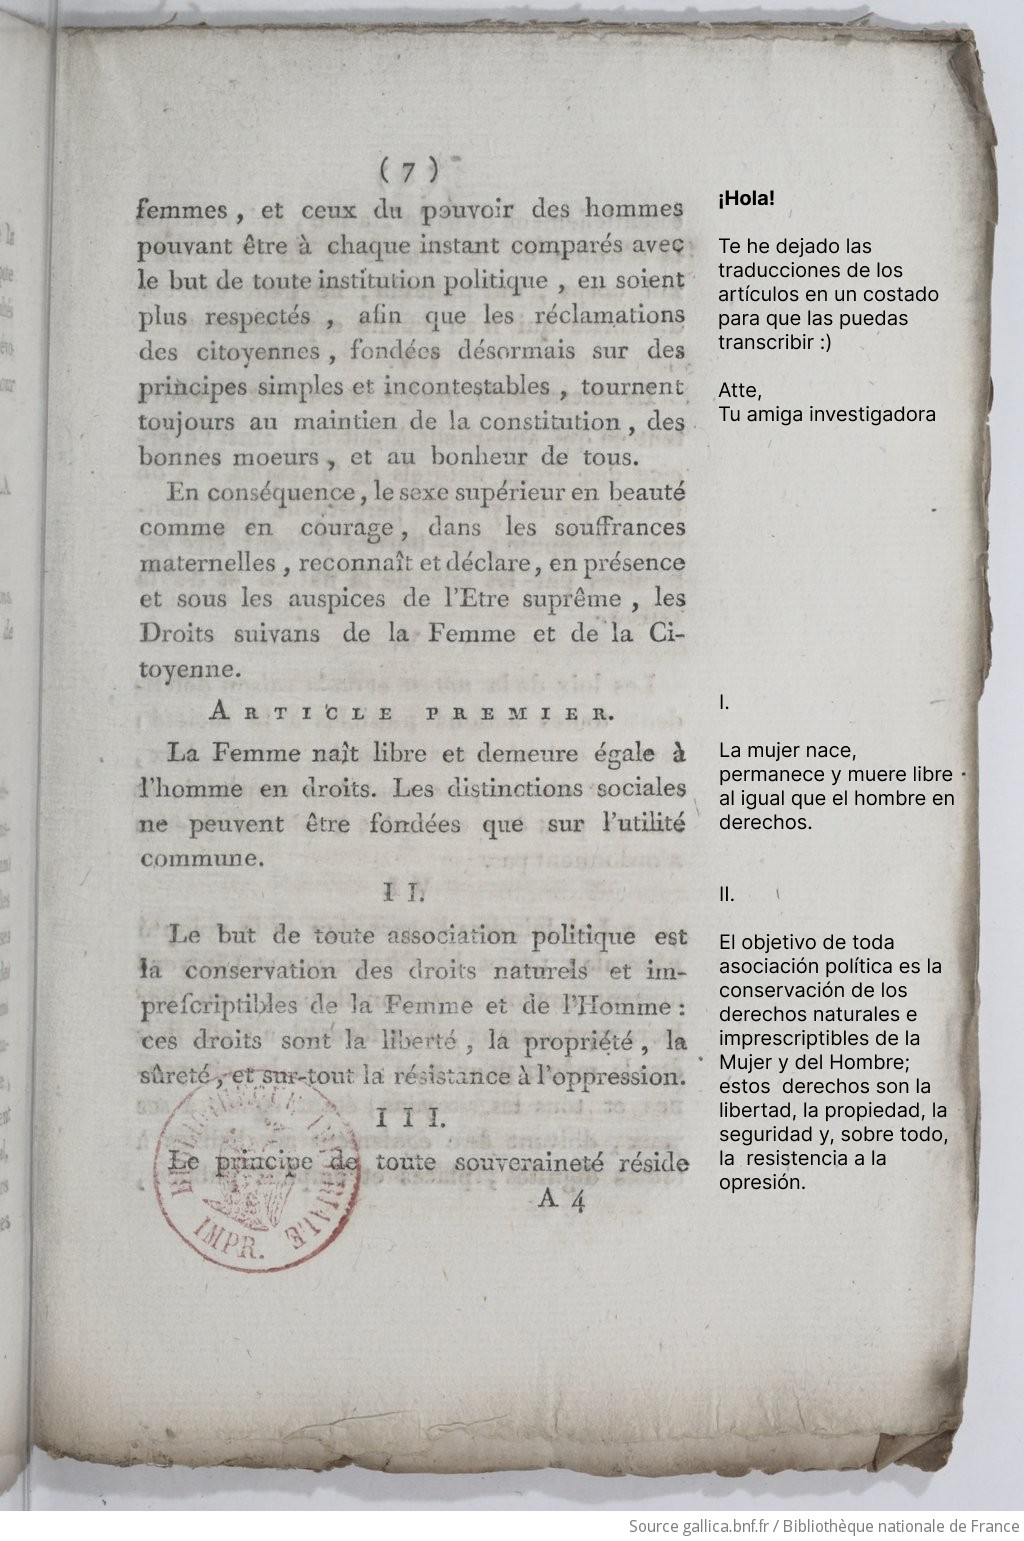 ( 7 )
femmes , et ceux du pouvoir des hommes
pouvant être à chaque instant comparés avec
le but de toute institution politique , en soient
plus respectés , afin que les réclamations
des citoyennes , fondées désormais sur des
principes simples et incontestables , tournent
toujours au maintien de la constitution , des
bonnes moeurs , et au bonheur de tous.
En conséquence , le sexe supérieur en beauté
comme en courage , dans les souffrances
maternelles , reconnaît et déclare , en présence
et sous les auspices de l'Etre suprême , les
Droits suivans de la Femme et de la Ci-
toyenne.
ARTICLE PREMIER.
La Femme naît libre et demeure égale à
l'homme en droits. Les distinctions sociales
ne peuvent être fondées que sur l'utilité
commune.
II.
Le but de toute association politique est
la conservation des droits naturels et im-
preſcriptibles de la Femme et de l'Homme :
ces droits sont la liberté , la propriété , la
sûreté , et sur-tout la résistance à l'oppression.
III.
Le principe de toute souveraineté réside
A 4
BIBLIOTHÈQUE IMPÉRIALE
IMPR.
¡Hola!
Te he dejado las
traducciones de los
artículos en un costado
para que las puedas
transcribir :)
Atte,
Tu amiga investigadora
I.
La mujer nace,
permanece y muere libre
al igual que el hombre en
derechos.
II.
El objetivo de toda
asociación política es la
conservación de los
derechos naturales e
imprescriptibles de la
Mujer y del Hombre;
estos derechos son la
libertad, la propiedad, la
seguridad y, sobre todo,
la resistencia a la
opresión.
Source gallica.bnf.fr / Bibliothèque nationale de France